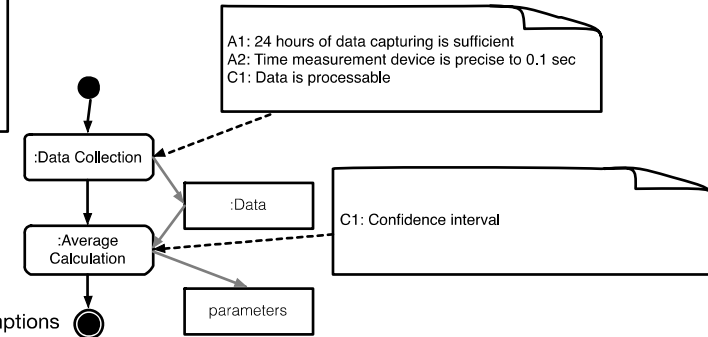 A1: 24 hours of data capturing is sufficient
A2: Time measurement device is precise to 0.1 sec
C1: Data is processable
:Data Collection
:Data
C1: Confidence interval
:Average
Calculation
parameters